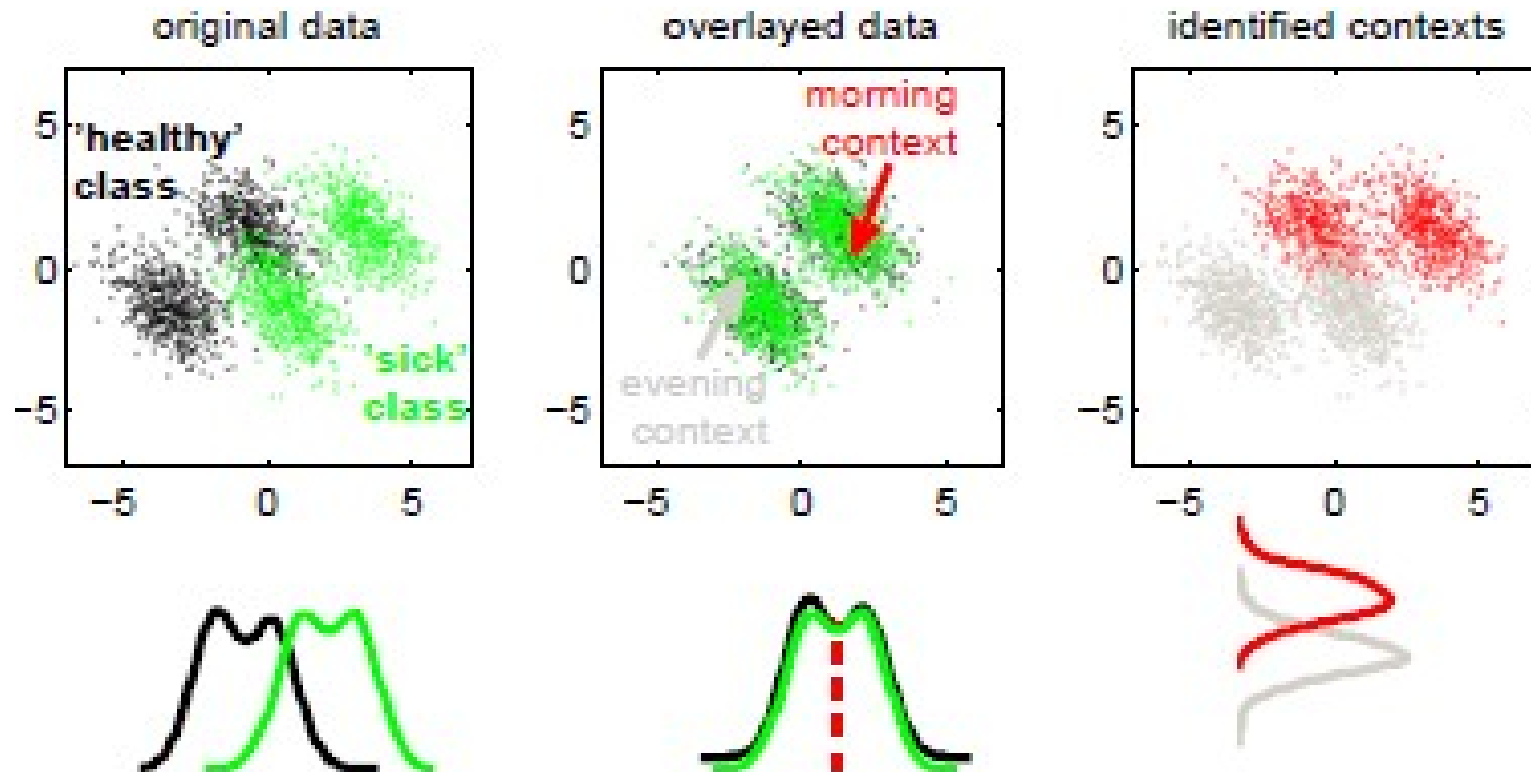 original data
overlayed data
identified contexts
'healthy'
class
'sick'
class
5
0
−5
−5
0
5
morning
context
evening
context
5
0
−5
−5
0
5
5
0
−5
−5
0
5